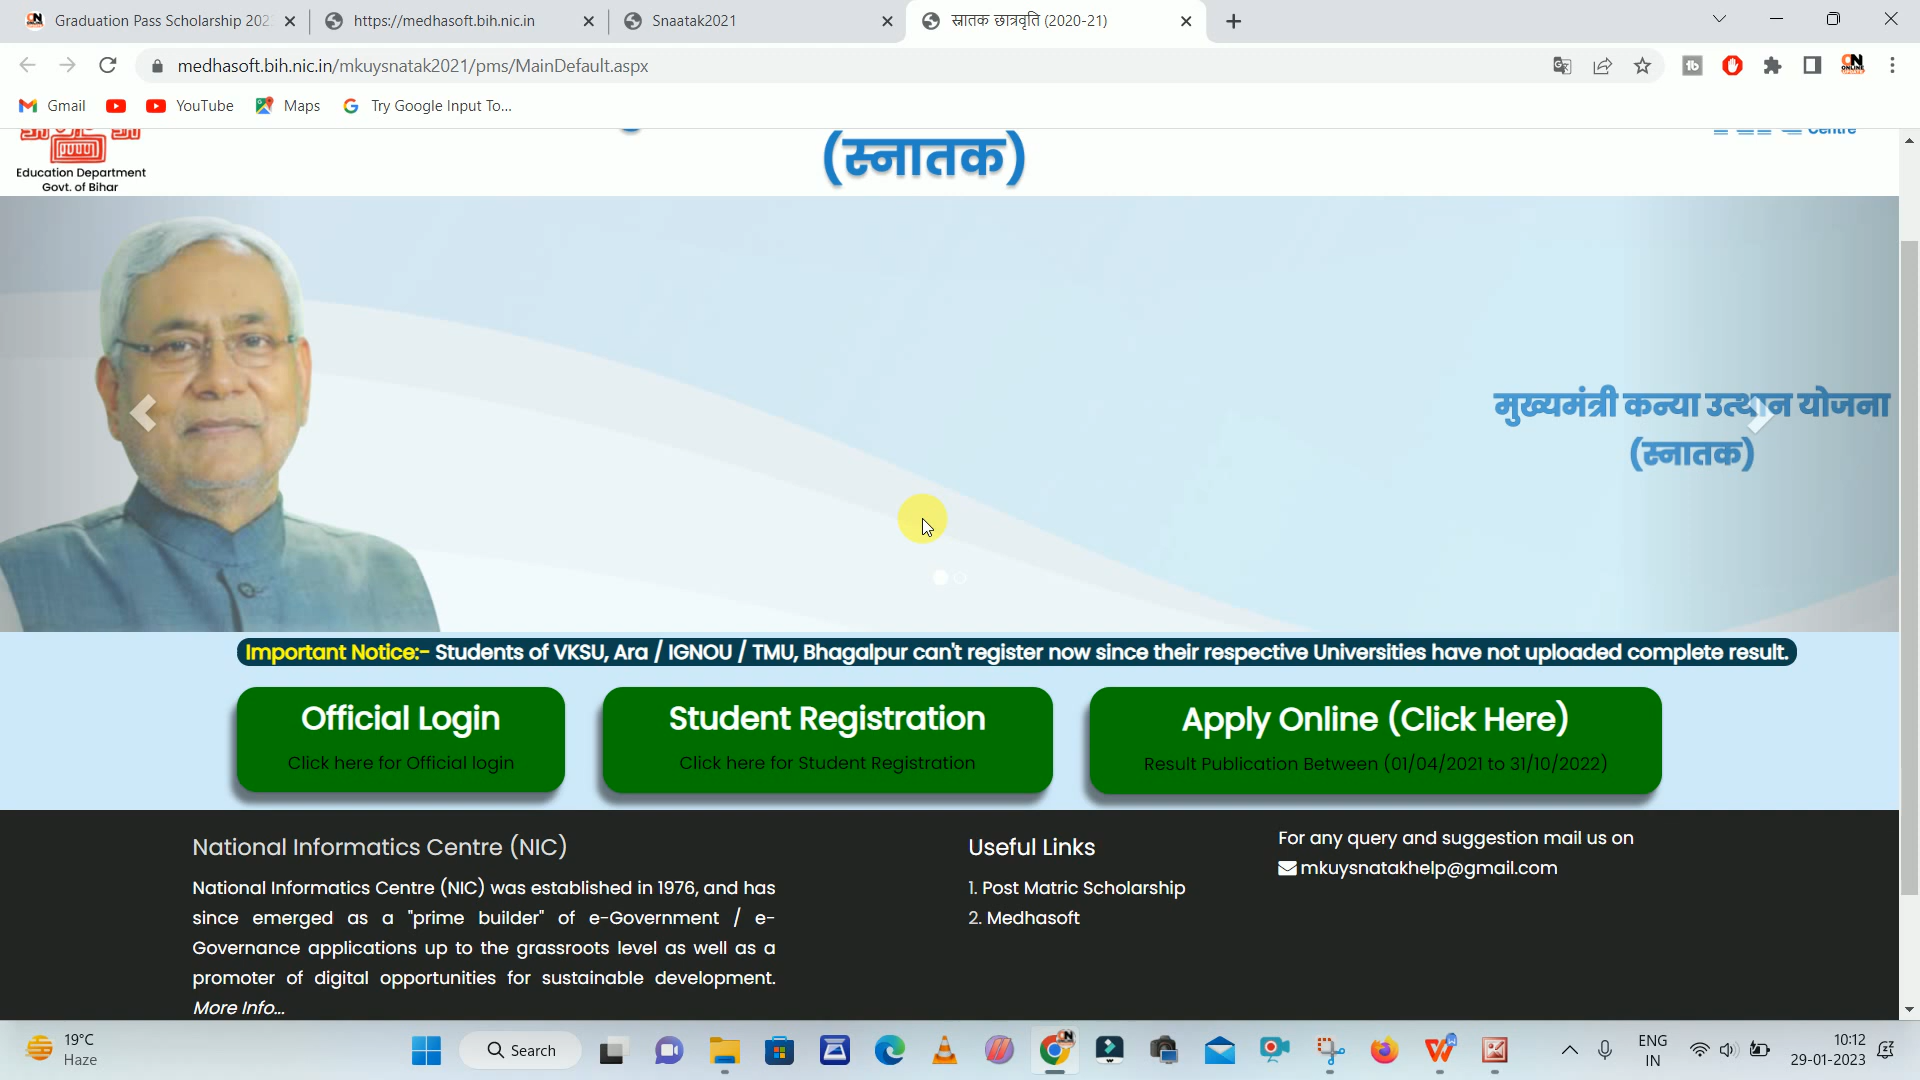 Graduation Pass Scholarship 202
https://medhasoft.bih.nic.in
Snaatak2021
स्नातक छात्रवृति (2020-21)
medhasoft.bih.nic.in/mkuysnatak2021/pms/MainDefault.aspx
Gmail
YouTube
Maps
Try Google Input To...
Education Department
Govt. of Bihar
(स्नातक)
Centre
मुख्यमंत्री कन्या उत्थान योजना
(स्नातक)
Important Notice:- Students of VKSU, Ara / IGNOU / TMU, Bhagalpur can't register now since their respective Universities have not uploaded complete result.
Official Login
Click here for Official login
Student Registration
Click here for Student Registration
Apply Online (Click Here)
Result Publication Between (01/04/2021 to 31/10/2022)
National Informatics Centre (NIC)
National Informatics Centre (NIC) was established in 1976, and has
since emerged as a "prime builder" of e-Government / e-
Governance applications up to the grassroots level as well as a
promoter of digital opportunities for sustainable development.
More Info...
Useful Links
1. Post Matric Scholarship
2. Medhasoft
For any query and suggestion mail us on
mkuysnatakhelp@gmail.com
19°C
Haze
Search
ENG
IN
10:12
29-01-2023